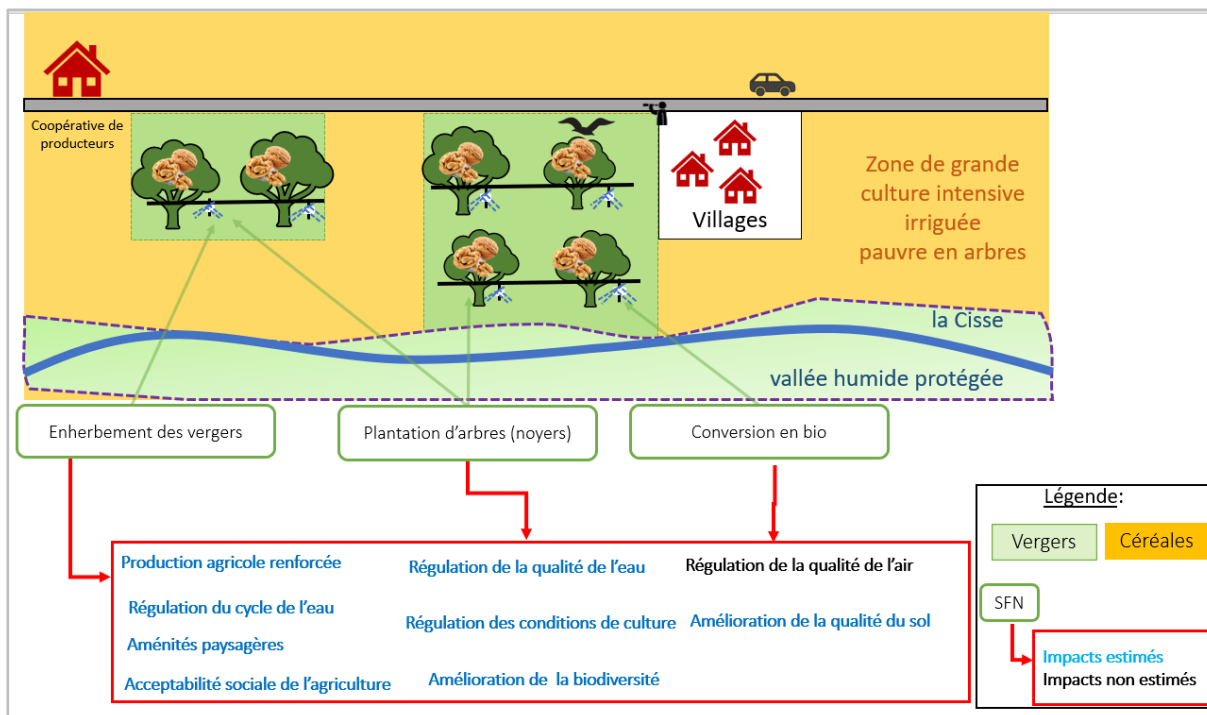 Coopérative de
producteurs
Villages
Zone de grande
culture intensive
irriguée
pauvre en arbres
la Cisse
vallée humide protégée
Enherbement des vergers
Plantation d'arbres (noyers)
Conversion en bio
Production agricole renforcée
Régulation de la qualité de l'eau
Régulation de la qualité de l'air
Régulation du cycle de l'eau
Régulation des conditions de culture
Amélioration de la qualité du sol
Aménités paysagères
Acceptabilité sociale de l'agriculture
Amélioration de la biodiversité
Légende:
Vergers
Céréales
SFN
Impacts estimés
Impacts non estimés